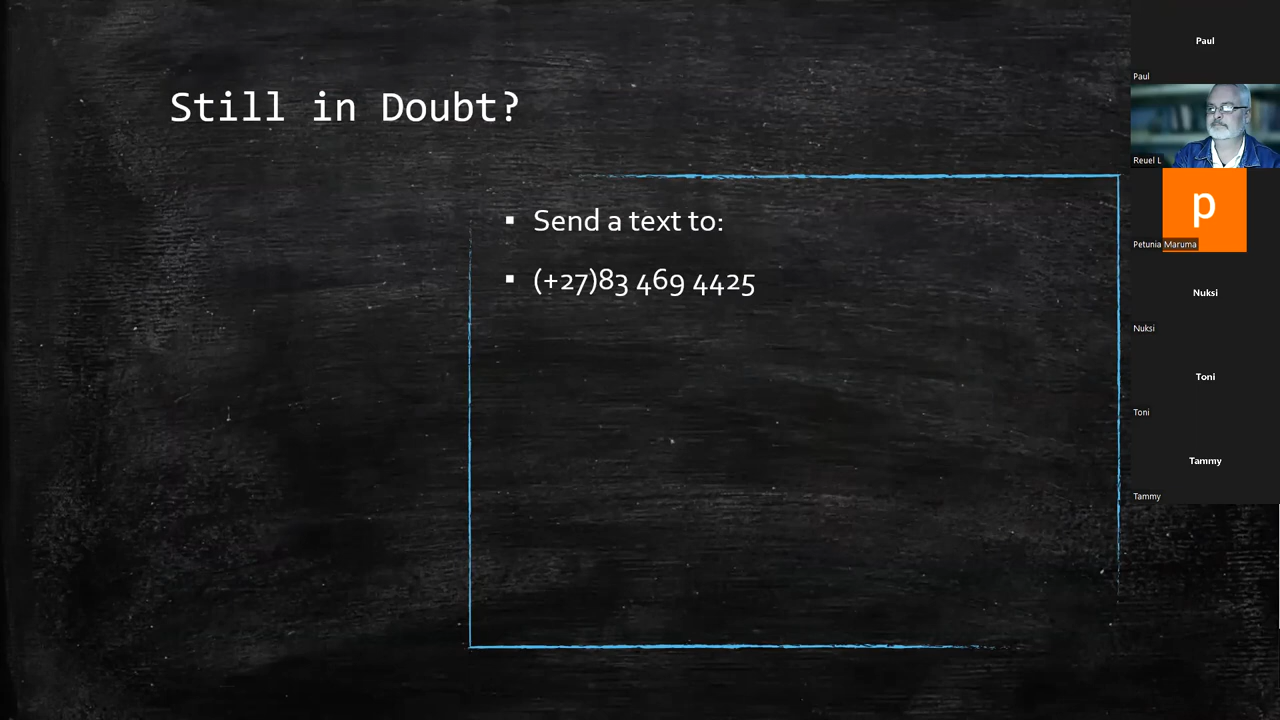 Still in Doubt?
▪ Send a text to:
▪ (+27)83 469 4425
Paul
Paul
Reuel L
p
Petunia Maruma
Nuksi
Nuksi
Toni
Toni
Tammy
Tammy